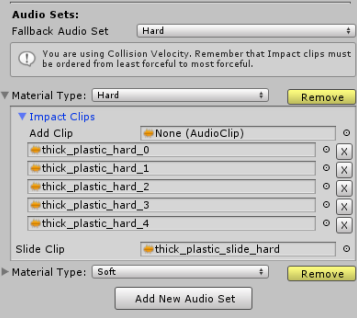 Audio Sets:
Fallback Audio Set Hard
You are using Collision Velocity. Remember that Impact clips must
be ordered from least forceful to most forceful.
Material Type: Hard Remove
Impact Clips
Add Clip None (AudioClip)
thick_plastic_hard_0 X
thick_plastic_hard_1 X
thick_plastic_hard_2 X
thick_plastic_hard_3 X
thick_plastic_hard_4 X
Slide Clip thick_plastic_slide_hard
Material Type: Soft Remove
Add New Audio Set